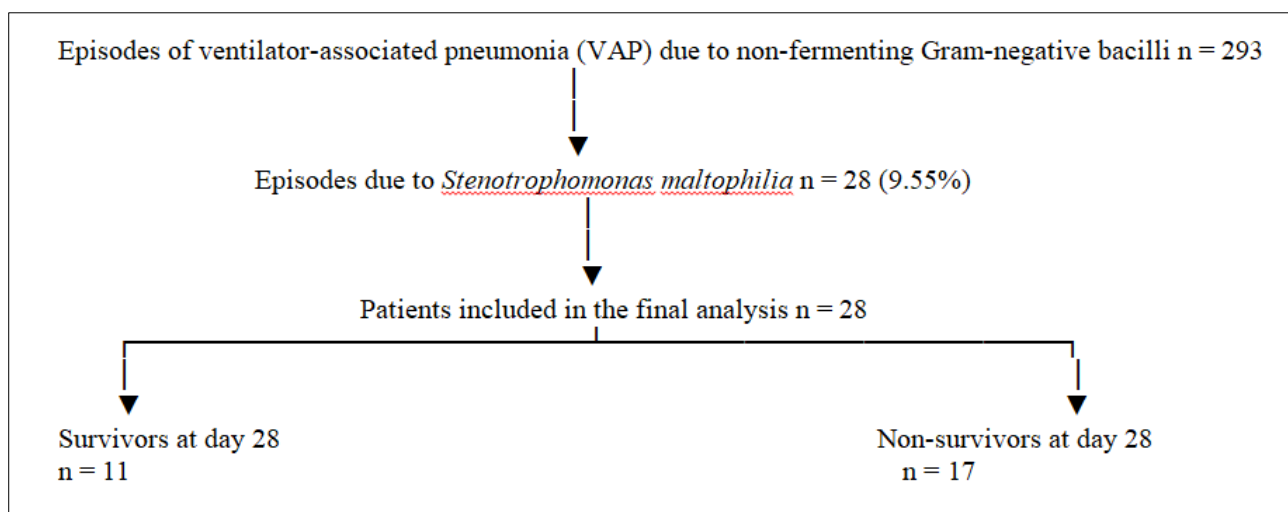 Episodes of ventilator-associated pneumonia (VAP) due to non-fermenting Gram-negative bacilli n = 293
Episodes due to Stenotrophomonas maltophilia n = 28 (9.55%)
Patients included in the final analysis n = 28
Survivors at day 28
n = 11
Non-survivors at day 28
n = 17